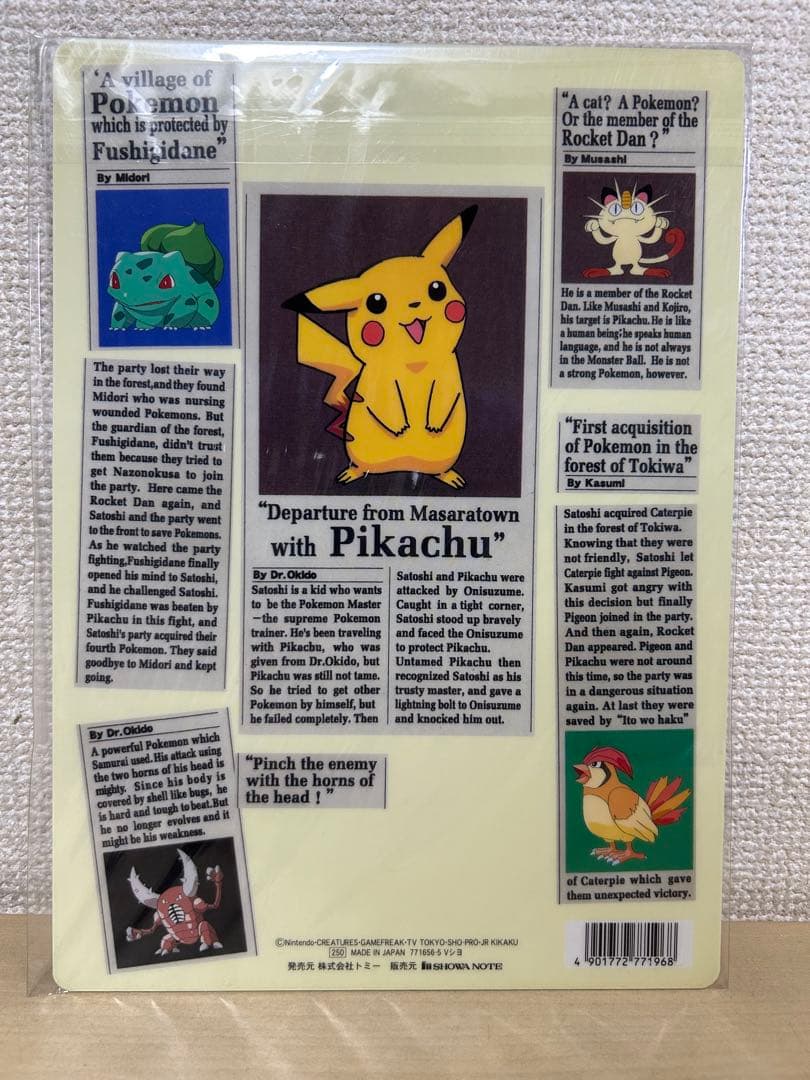 ‘A village of
Pokemon
which is protected by
Fushigidane”
By Midori
The party lost their way
in the forest,and they found
Midori who was nursing
wounded Pokemons. But
the guardian of the forest,
Fushigidane, didn't trust
them because they tried to
get Nazonokusa to join
the party. Here came the
Rocket Dan again, and
Satoshi and the party went
to the front to save Pokemons.
As he watched the party
fighting,Fushigidane finally
opened his mind to Satoshi,
and he challenged Satoshi.
Fushigidane was beaten by
Pikachu in this fight, and
Satoshi's party acquired their
fourth Pokemon. They said
goodbye to Midori and kept
going.
By Dr.Okido
A powerful Pokemon which
Samurai used. His attack using
the two horns of his head is
mighty. Since his body is
covered by shell like bugs, he
is hard and tough to beat.But
he no longer evolves and it
might be his weakness.
“Departure from Masaratown
with Pikachu”
By Dr.Okido
Satoshi is a kid who wants
to be the Pokemon Master
—the supreme Pokemon
trainer. He's been traveling
with Pikachu, who was
given from Dr.Okido, but
Pikachu was still not tame.
So he tried to get other
Pokemon by himself, but
he failed completely. Then
Satoshi and Pikachu were
attacked by Onisuzume.
Caught in a tight corner,
Satoshi stood up bravely
and faced the Onisuzume
to protect Pikachu.
Untamed Pikachu then
recognized Satoshi as his
trusty master, and gave a
lightning bolt to Onisuzume
and knocked him out.
“Pinch the enemy
with the horns of
the head！”
“A cat? A Pokemon?
Or the member of the
Rocket Dan？”
By Musashi
He is a member of the Rocket
Dan. Like Musashi and Kojiro,
his target is Pikachu. He is like
a human being;he speaks human
language, and he is not always
in the Monster Ball. He is not
a strong Pokemon, however.
“First acquisition
of Pokemon in the
forest of Tokiwa”
By Kasumi
Satoshi acquired Caterpie
in the forest of Tokiwa.
Knowing that they were
not friendly, Satoshi let
Caterpie fight against Pigeon.
Kasumi got angry with
this decision but finally
Pigeon joined in the party.
And then again, Rocket
Dan appeared. Pigeon and
Pikachu were not around
this time, so the party was
in a dangerous situation
again. At last they were
saved by “Ito wo haku”
of Caterpie which gave
them unexpected victory.
©Nintendo・CREATURES・GAMEFREAK・TV TOKYO・SHO-PRO・JR KIKAKU
250 MADE IN JAPAN 771656-5 Vシヨ
発売元 株式会社トミー 販売元 SHOWA NOTE
4 901772 771968